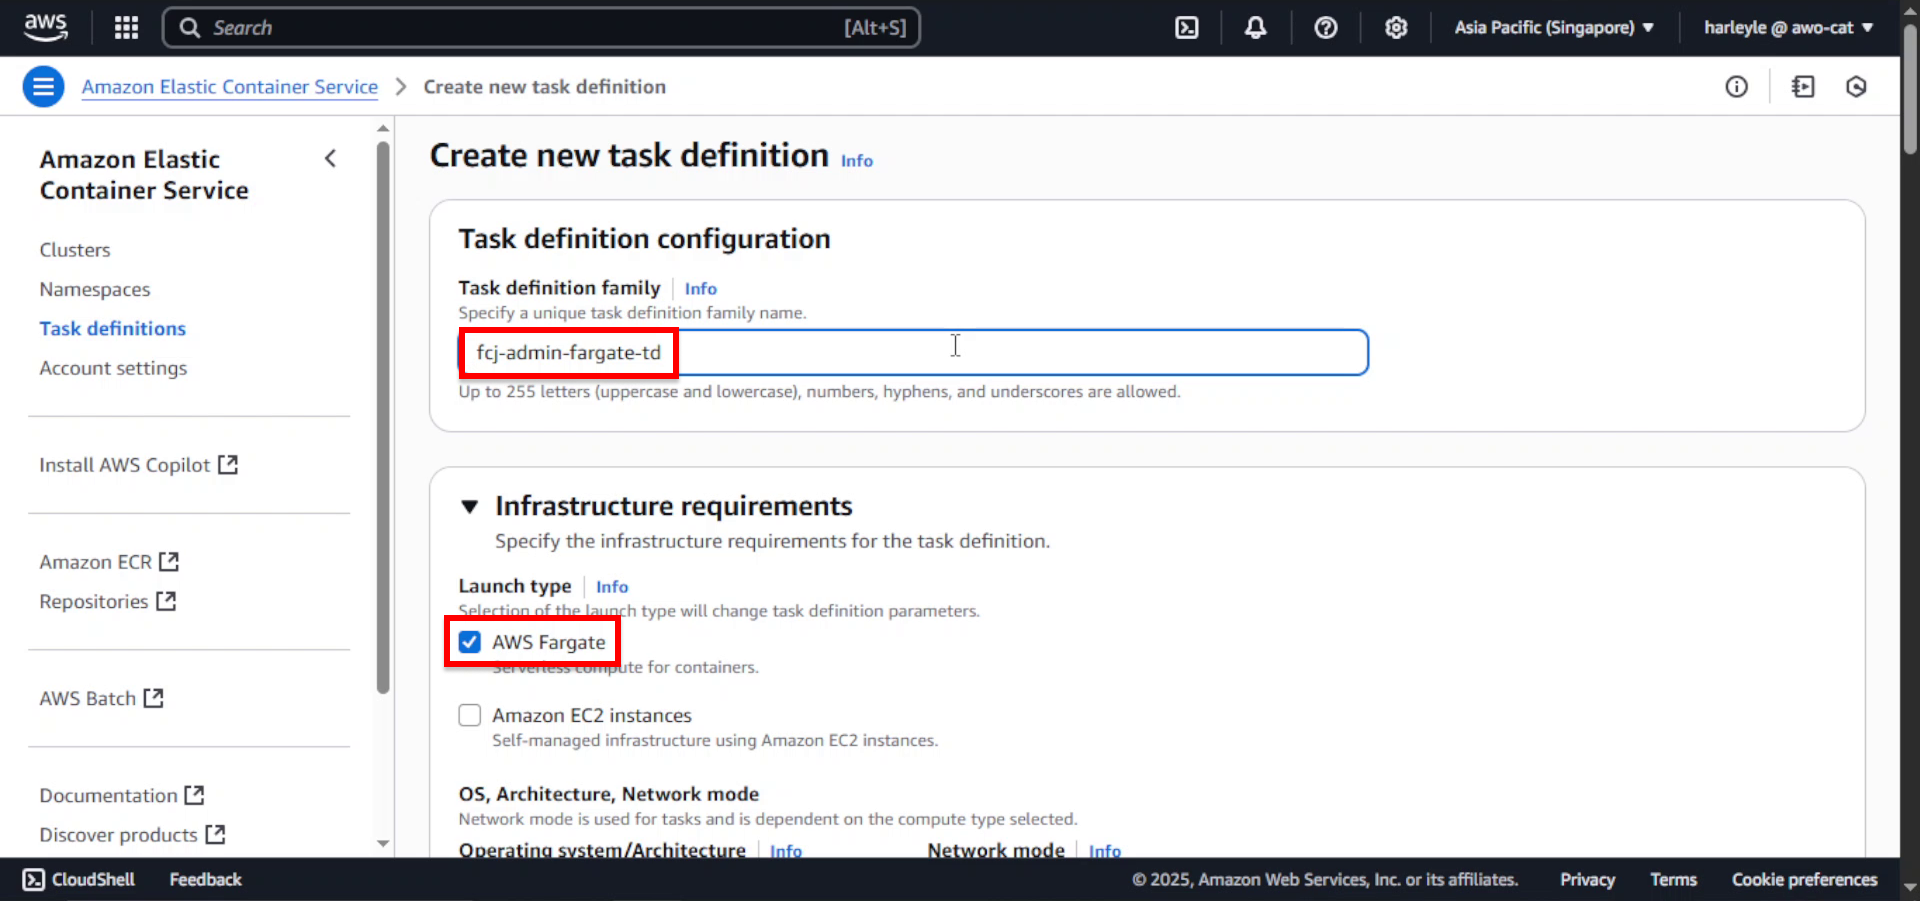 aws
Search
[Alt+S]
Asia Pacific (Singapore)
harleyle @ awo-cat
Amazon Elastic Container Service
Create new task definition
Amazon Elastic
Container Service
Clusters
Namespaces
Task definitions
Account settings
Install AWS Copilot
Amazon ECR
Repositories
AWS Batch
Documentation
Discover products
Create new task definition Info
Task definition configuration
Task definition family Info
Specify a unique task definition family name.
fcj-admin-fargate-td
Up to 255 letters (uppercase and lowercase), numbers, hyphens, and underscores are allowed.
Infrastructure requirements
Specify the infrastructure requirements for the task definition.
Launch type Info
Selection of the launch type will change task definition parameters.
AWS Fargate
Serverless compute for containers.
Amazon EC2 instances
Self-managed infrastructure using Amazon EC2 instances.
OS, Architecture, Network mode
Network mode is used for tasks and is dependent on the compute type selected.
Operating system/Architecture Info
Network mode Info
CloudShell
Feedback
© 2025, Amazon Web Services, Inc. or its affiliates.
Privacy
Terms
Cookie preferences